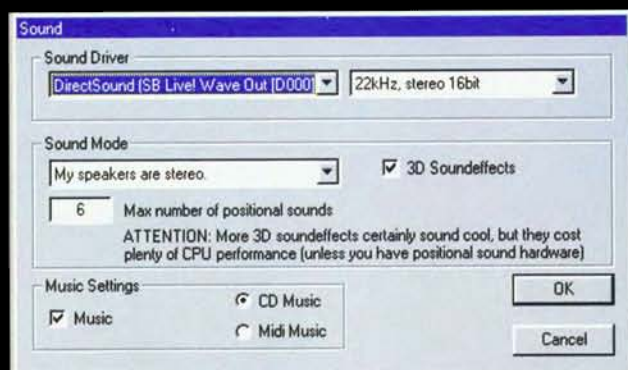 Sound
Sound Driver
DirectSound (SB Live! Wave Out [D000] 22kHz, stereo 16bit
Sound Mode
My speakers are stereo. 3D Soundeffects
6 Max number of positional sounds
ATTENTION: More 3D soundeffects certainly sound cool, but they cost
plenty of CPU performance (unless you have positional sound hardware)
Music Settings
Music
CD Music
Midi Music
OK
Cancel